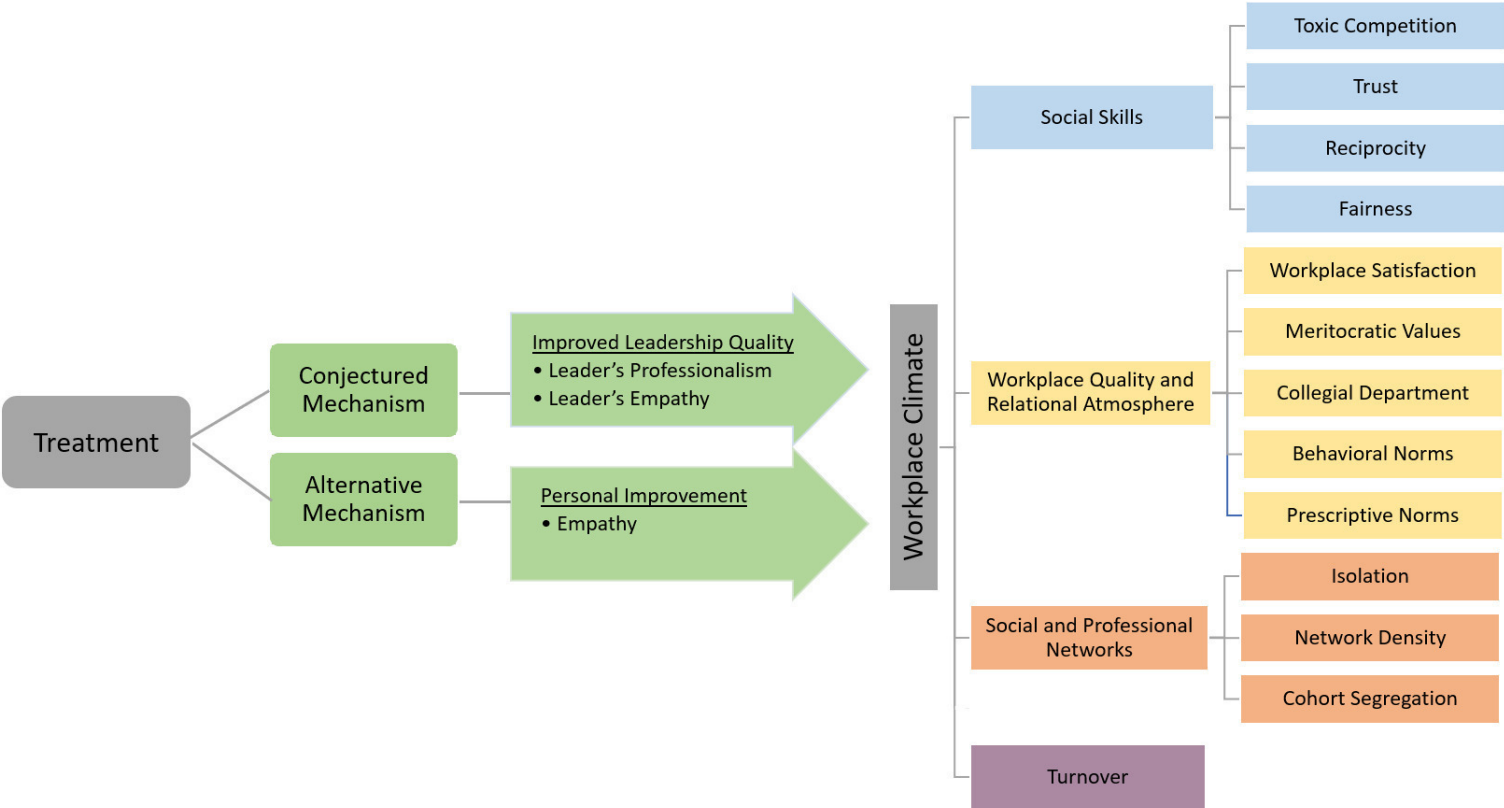 Treatment
Conjectured
Mechanism
Alternative
Mechanism
Improved Leadership Quality
• Leader's Professionalism
• Leader's Empathy
Personal Improvement
• Empathy
Workplace Climate
Social Skills
Toxic Competition
Trust
Reciprocity
Fairness
Workplace Quality and
Relational Atmosphere
Workplace Satisfaction
Meritocratic Values
Collegial Department
Behavioral Norms
Prescriptive Norms
Social and Professional
Networks
Isolation
Network Density
Cohort Segregation
Turnover